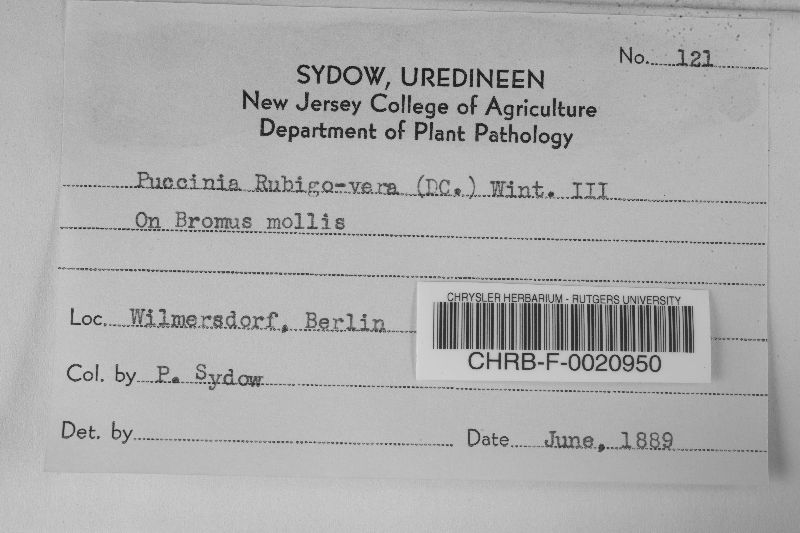 No. 121
SYDOW, UREDINEEN
New Jersey College of Agriculture
Department of Plant Pathology
Puccinia Rubigo-vera (DC.) Wint. III
On Bromus mollis
Loc. Wilmersdorf, Berlin
CHRYSLER HERBARIUM - RUTGERS UNIVERSITY
CHRB-F-0020950
Col. by P. Sydow
Det. by
Date June, 1889